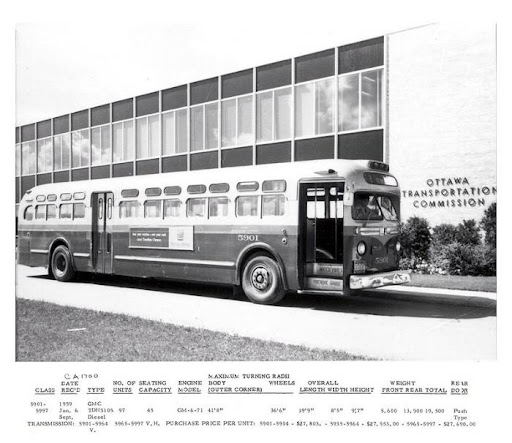 OTTAWA
TRANSPORTATION
COMMISSION
5901
5901
CA1760
MAXIMUM TURNING RADII
DATE NO. OF SEATING ENGINE BODY WHEELS OVERALL WEIGHT REAR
CLASS REC'D TYPE UNITS CAPACITY MODEL (OUTER CORNER) LENGTH WIDTH HEIGHT FRONT REAR TOTAL DOOR
5901- 1959 GMC
5997 Jan, & TDH5105 97 45 GM-6-71 41'8" 36'6" 39'9" 8'5" 9'7" 5,600 13,900 19,500 Push
Sept, Diesel Type
TRANSMISSION: 5901-5964 5965-5997 V.H, PURCHASE PRICE PER UNIT: 5901-5934 - $27,803. - 5935-5964 - $27,555.00 - 5965-5997 - $27,690.00
V.